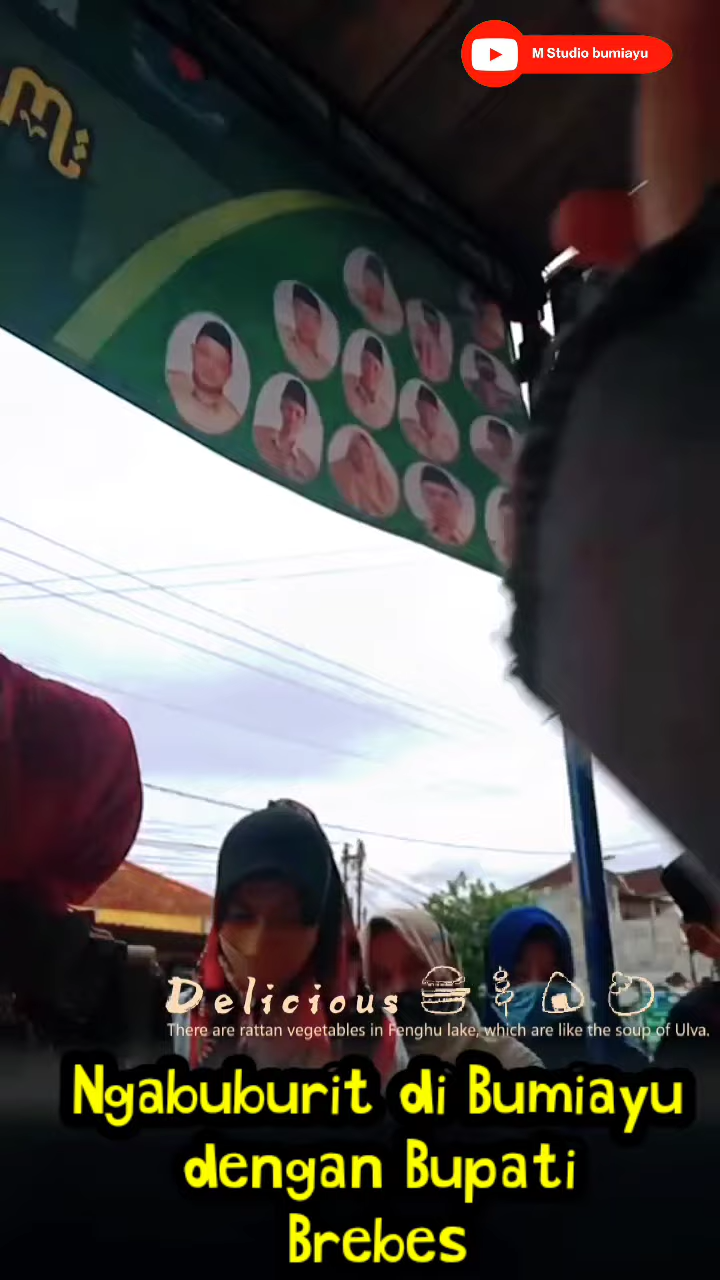 M Studio bumiayu
Delicious
There are rattan vegetables in Fenghu lake, which are like the soup of Ulva.
Ngabuburit di Bumiayu
dengan Bupati
Brebes